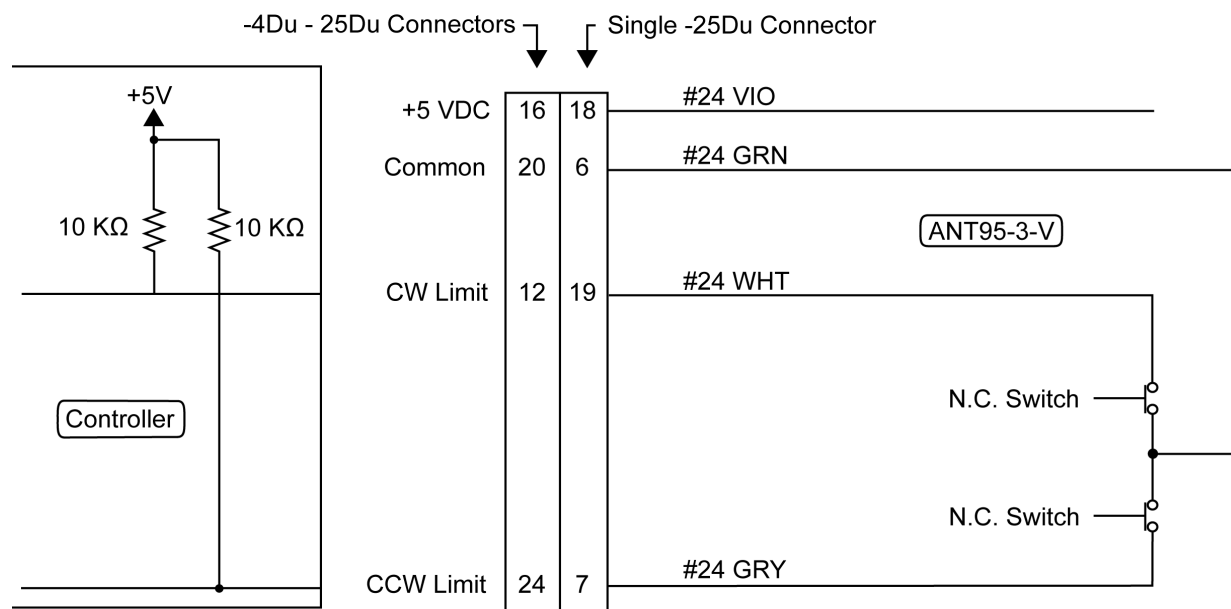 -4Du - 25Du Connectors
Single -25Du Connector
+5V
+5 VDC 16 18 #24 VIO
Common 20 6 #24 GRN
10 KΩ 10 KΩ
ANT95-3-V
CW Limit 12 19 #24 WHT
N.C. Switch
Controller
N.C. Switch
CCW Limit 24 7 #24 GRY